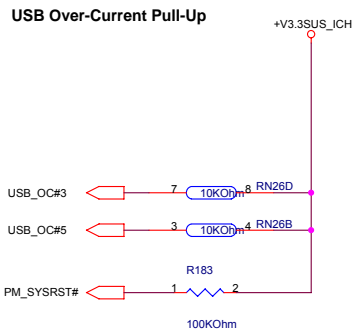 USB Over-Current Pull-Up
+V3.3SUS_ICH
USB_OC#3 7 10KOhm 8 RN26D
USB_OC#5 3 10KOhm 4 RN26B
R183
PM_SYSRST# 1 2
100KOhm